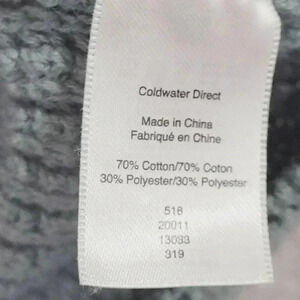 Coldwater Direct
Made in China
Fabriqué en Chine
70% Cotton/70% Coton
30% Polyester/30% Polyester
516
20011
13033
319